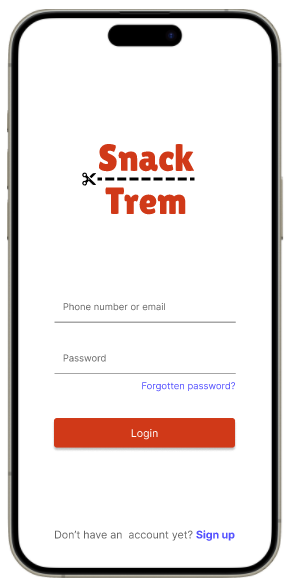 Snack
Trem
Phone number or email
Password
Forgotten password?
Login
Don't have an  account yet? Sign up